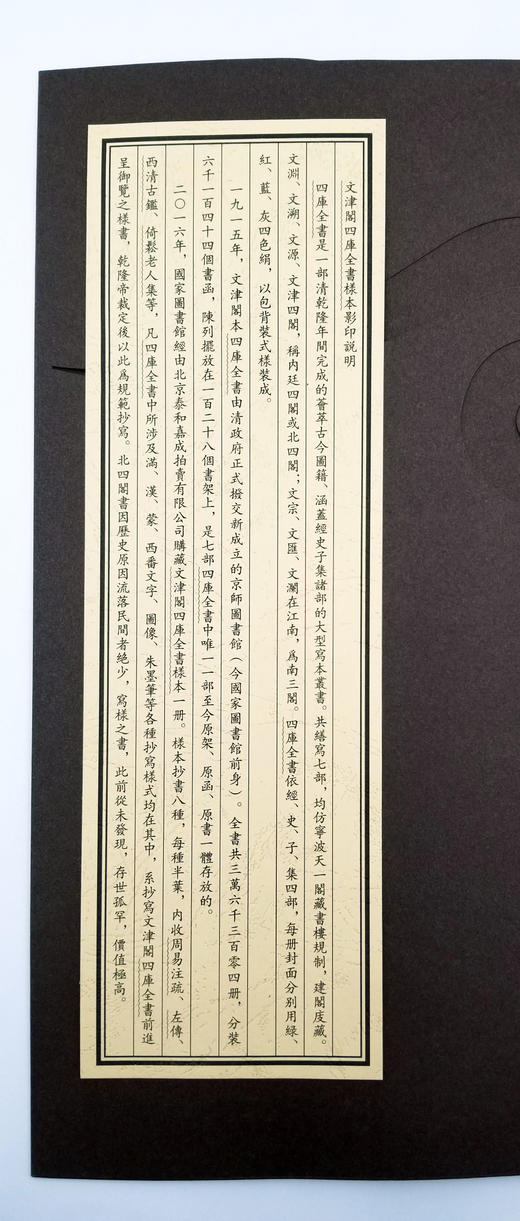 文津閣四庫全書樣本影印説明
四庫全書是一部清乾隆年間完成的薈萃古今圖籍、涵蓋經史子集諸部的大型寫本叢書。共繕寫七部，均仿寧波天一閣藏書樓規制，建閣庋藏。
文淵、文溯、文源、文津四閣，稱内廷四閣或北四閣；文宗、文匯、文瀾在江南，爲南三閣。四庫全書依經、史、子、集四部，每册封面分别用緑、
紅、藍、灰四色絹，以包背裝式樣裝成。
一九一五年，文津閣本四庫全書由清政府正式撥交新成立的京師圖書館（今國家圖書館前身）。全書共三萬六千三百零四册，分裝
六千一百四十四個書函，陳列擺放在一百二十八個書架上，是七部四庫全書中唯一一部至今原架、原函、原書一體存放的。
二〇一六年，國家圖書館經由北京泰和嘉成拍賣有限公司購藏文津閣四庫全書樣本一册。樣本抄書八種，每種半葉，内收周易注疏、左傳、
西清古鑑、倚鬆老人集等，凡四庫全書中所涉及滿、漢、蒙、西番文字、圖像、朱墨筆等各種抄寫樣式均在其中，系抄寫文津閣四庫全書前進
呈御覽之樣書，乾隆帝裁定後以此爲規範抄寫。北四閣書因歷史原因流落民間者絶少，寫樣之書，此前從未發現，存世孤罕，價值極高。